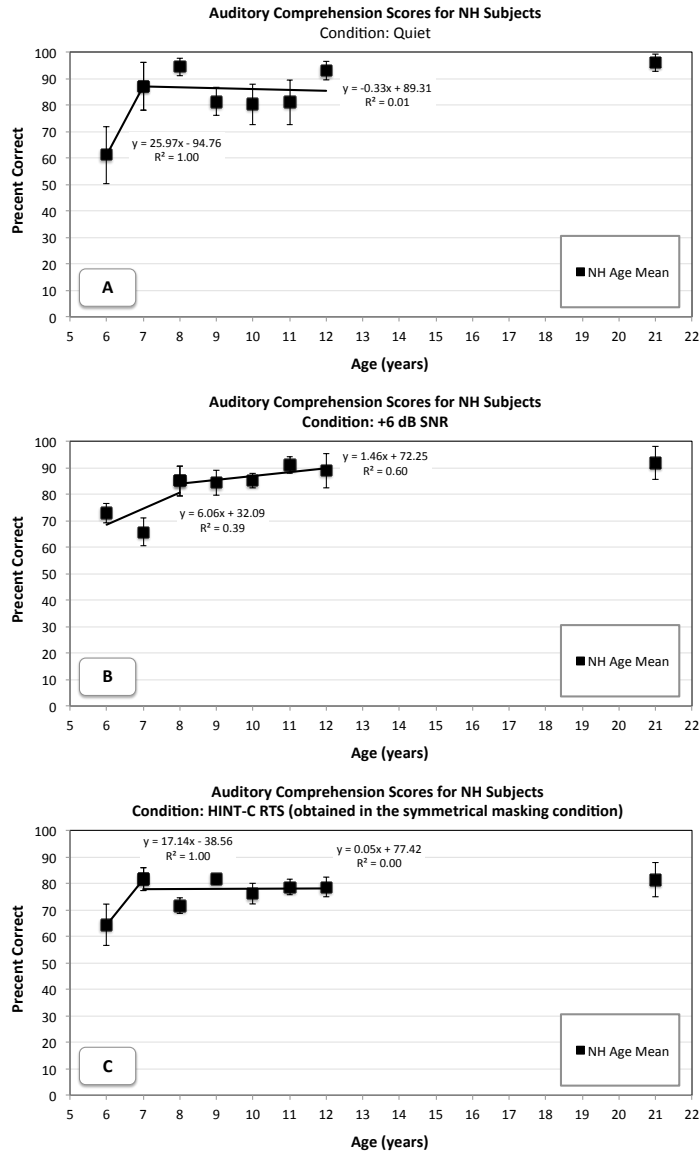 Auditory Comprehension Scores for NH Subjects
Condition: Quiet
100
90
80
70
60
50
40
30
20
10
0
Precent Correct
y = -0.33x + 89.31
R² = 0.01
y = 25.97x - 94.76
R² = 1.00
NH Age Mean
A
5 6 7 8 9 10 11 12 13 14 15 16 17 18 19 20 21 22
Age (years)
Auditory Comprehension Scores for NH Subjects
Condition: +6 dB SNR
100
90
80
70
60
50
40
30
20
10
0
Precent Correct
y = 1.46x + 72.25
R² = 0.60
y = 6.06x + 32.09
R² = 0.39
NH Age Mean
B
5 6 7 8 9 10 11 12 13 14 15 16 17 18 19 20 21 22
Age (years)
Auditory Comprehension Scores for NH Subjects
Condition: HINT-C RTS (obtained in the symmetrical masking condition)
100
90
80
70
60
50
40
30
20
10
0
Precent Correct
y = 17.14x - 38.56
R² = 1.00
y = 0.05x + 77.42
R² = 0.00
NH Age Mean
C
5 6 7 8 9 10 11 12 13 14 15 16 17 18 19 20 21 22
Age (years)